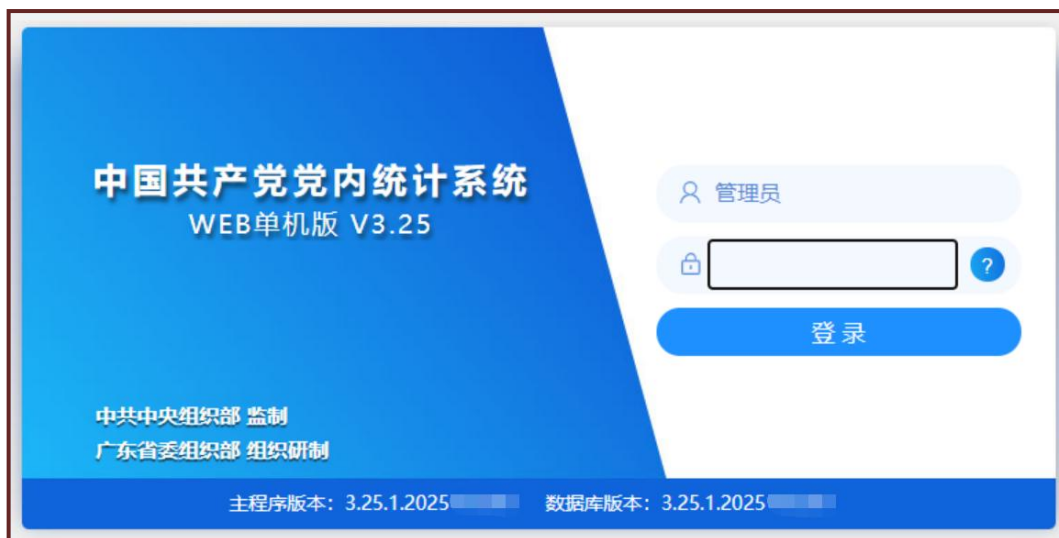 中国共产党党内统计系统
WEB单机版 V3.25
管理员
?
登录
中共中央组织部 监制
广东省委组织部 组织研制
主程序版本：3.25.1.2025 数据库版本：3.25.1.2025